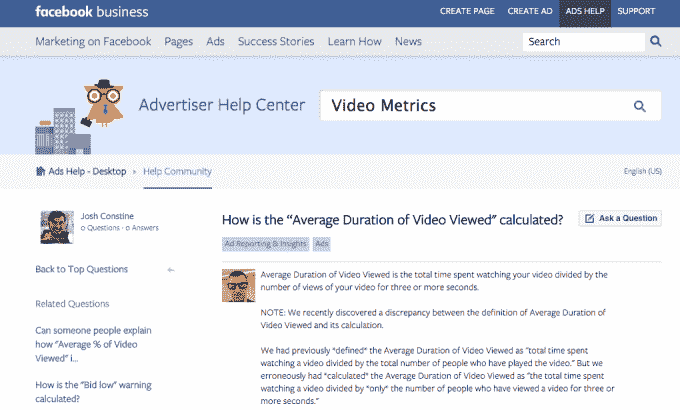 facebook business
CREATE PAGE CREATE AD ADS HELP SUPPORT
Marketing on Facebook Pages Ads Success Stories Learn How News Search
Advertiser Help Center Video Metrics
Ads Help - Desktop Help Community English (US)
Josh Constine
0 Questions · 0 Answers
Back to Top Questions
Related Questions
Can someone people explain
how "Average % of Video
Viewed" i...
How is the "Bid low" warning
calculated?
How is the “Average Duration of Video Viewed" calculated?
Ask a Question
Ad Reporting & Insights Ads
Average Duration of Video Viewed is the total time spent watching your video divided by the
number of views of your video for three or more seconds.
NOTE: We recently discovered a discrepancy between the definition of Average Duration of
Video Viewed and its calculation.
We had previously *defined* the Average Duration of Video Viewed as "total time spent
watching a video divided by the total number of people who have played the video." But we
erroneously had *calculated* the Average Duration of Video Viewed as "the total time spent
watching a video divided by *only* the number of people who have viewed a video for three or
more seconds."